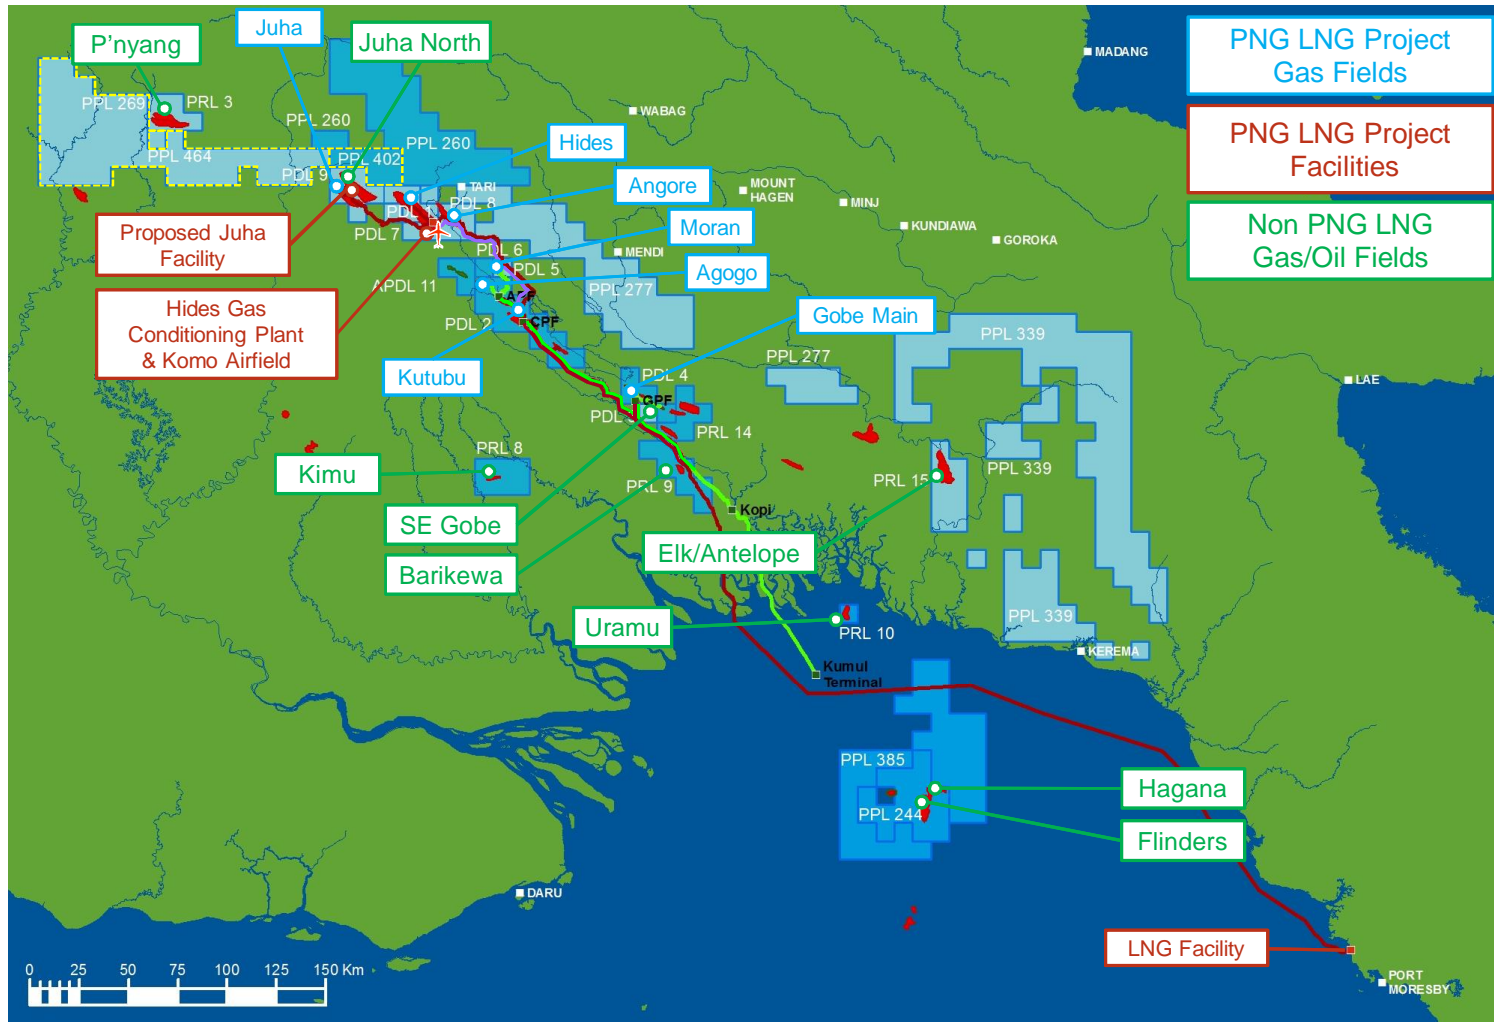 P'nyang
Juha
Juha North
PNG LNG Project
Gas Fields
MADANG
PPL 269
PRL 3
WABAG
PPL 260
PPL 260
PNG LNG Project
Facilities
PPL 464
PPL 402
Hides
PDL 9
TARI
Angore
MOUNT
HAGEN
MINJ
PDL 8
Non PNG LNG
Gas/Oil Fields
Proposed Juha
Facility
PDL 7
Moran
KUNDIAWA
GOROKA
PDL 6
MENDI
PDL 5
Agogo
APDL 11
PPL 277
Hides Gas
Conditioning Plant
& Komo Airfield
PDL 2
CPF
Gobe Main
PPL 339
Kutubu
PPL 277
PDL 4
LAE
GPF
PDL
PRL 14
PRL 8
Kimu
PRL 9
PRL 15
PPL 339
SE Gobe
Kopi
Barikewa
Elk/Antelope
Uramu
PRL 10
PPL 339
KEREMA
Kumul
Terminal
PPL 385
Hagana
PPL 244
Flinders
DARU
LNG Facility
0 25 50 75 100 125 150 Km
PORT
MORESBY